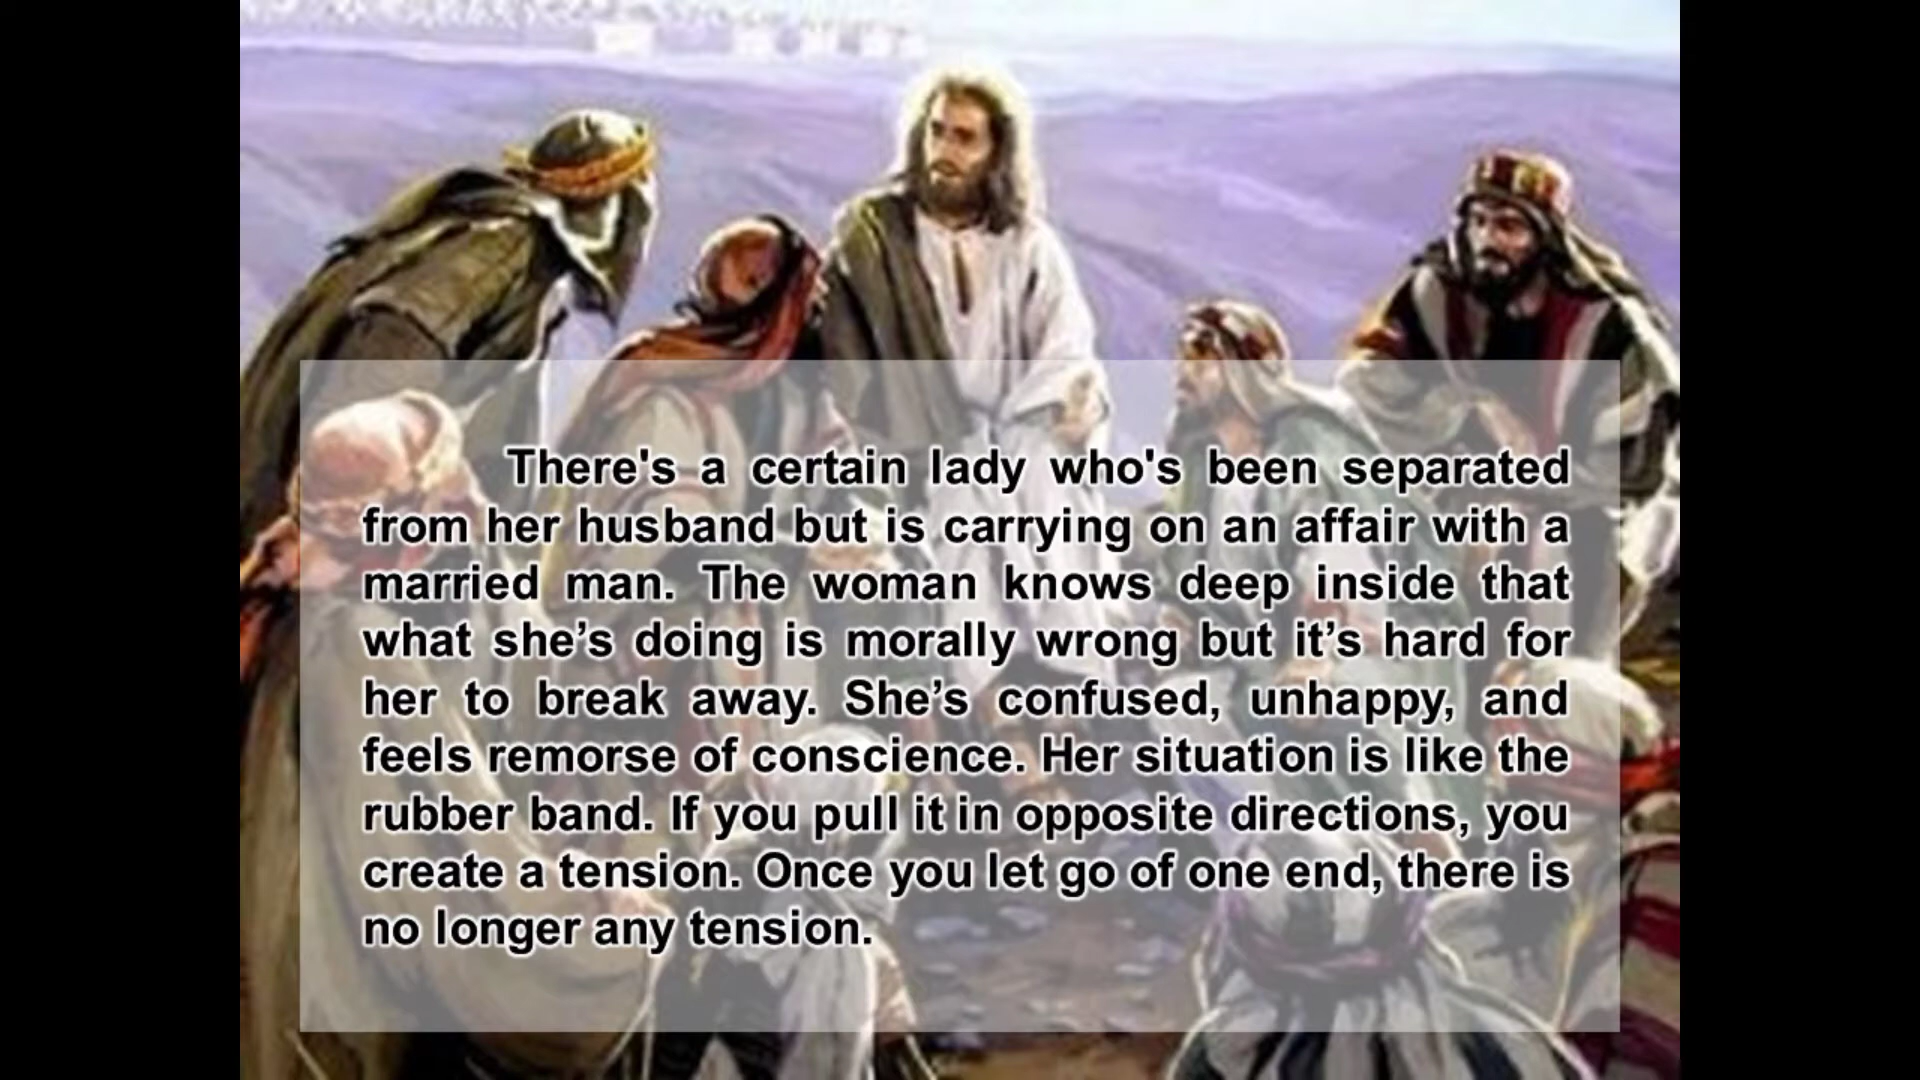 There's a certain lady who's been separated
from her husband but is carrying on an affair with a
married man. The woman knows deep inside that
what she’s doing is morally wrong but it’s hard for
her to break away. She’s confused, unhappy, and
feels remorse of conscience. Her situation is like the
rubber band. If you pull it in opposite directions, you
create a tension. Once you let go of one end, there is
no longer any tension.